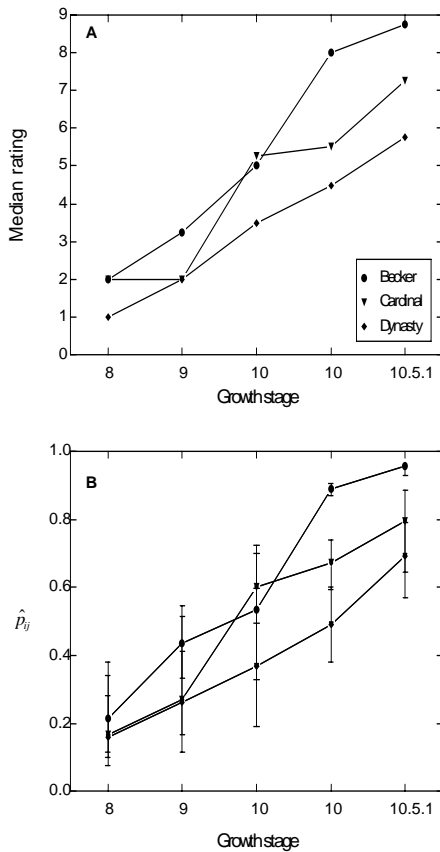 A
9
8
7
6
5
4
3
2
1
0
Median rating
Becker
Cardinal
Dynasty
8 9 10 10 10.5.1
Growth stage
B
1.0
0.8
0.6
0.4
0.2
0.0
p̂ij
8 9 10 10 10.5.1
Growth stage